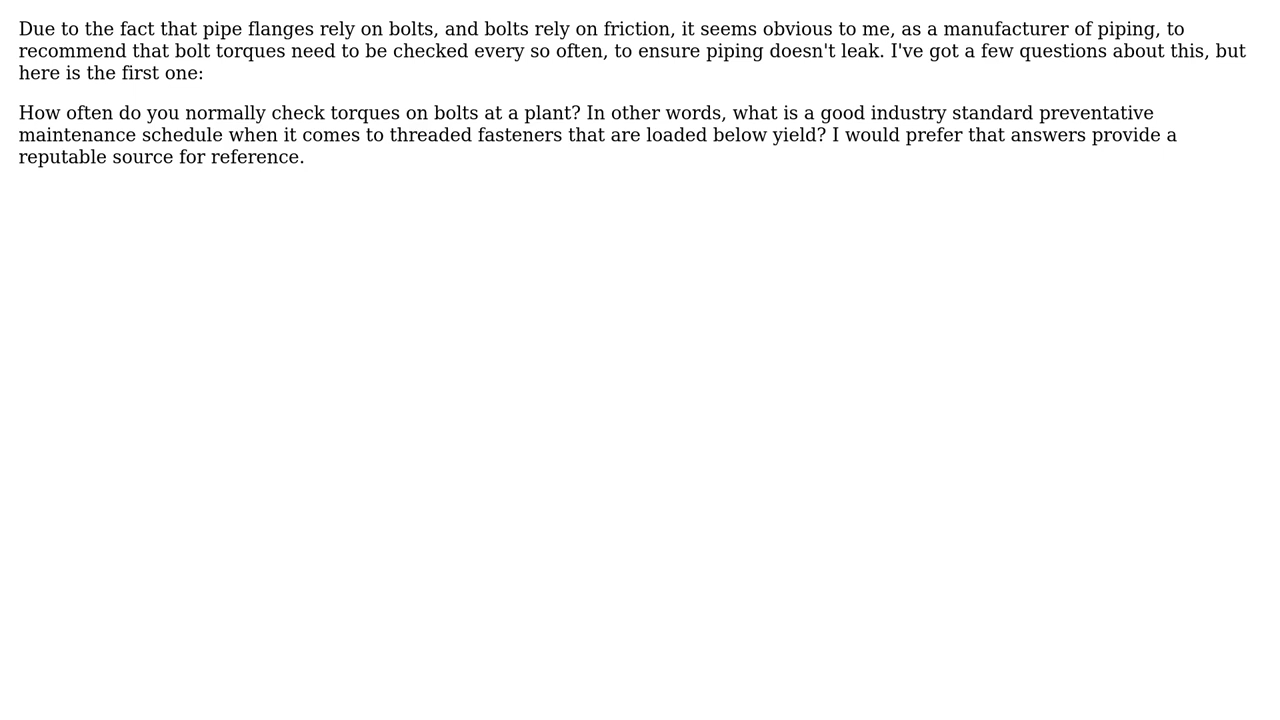 Due to the fact that pipe flanges rely on bolts, and bolts rely on friction, it seems obvious to me, as a manufacturer of piping, to
recommend that bolt torques need to be checked every so often, to ensure piping doesn't leak. I've got a few questions about this, but
here is the first one:
How often do you normally check torques on bolts at a plant? In other words, what is a good industry standard preventative
maintenance schedule when it comes to threaded fasteners that are loaded below yield? I would prefer that answers provide a
reputable source for reference.